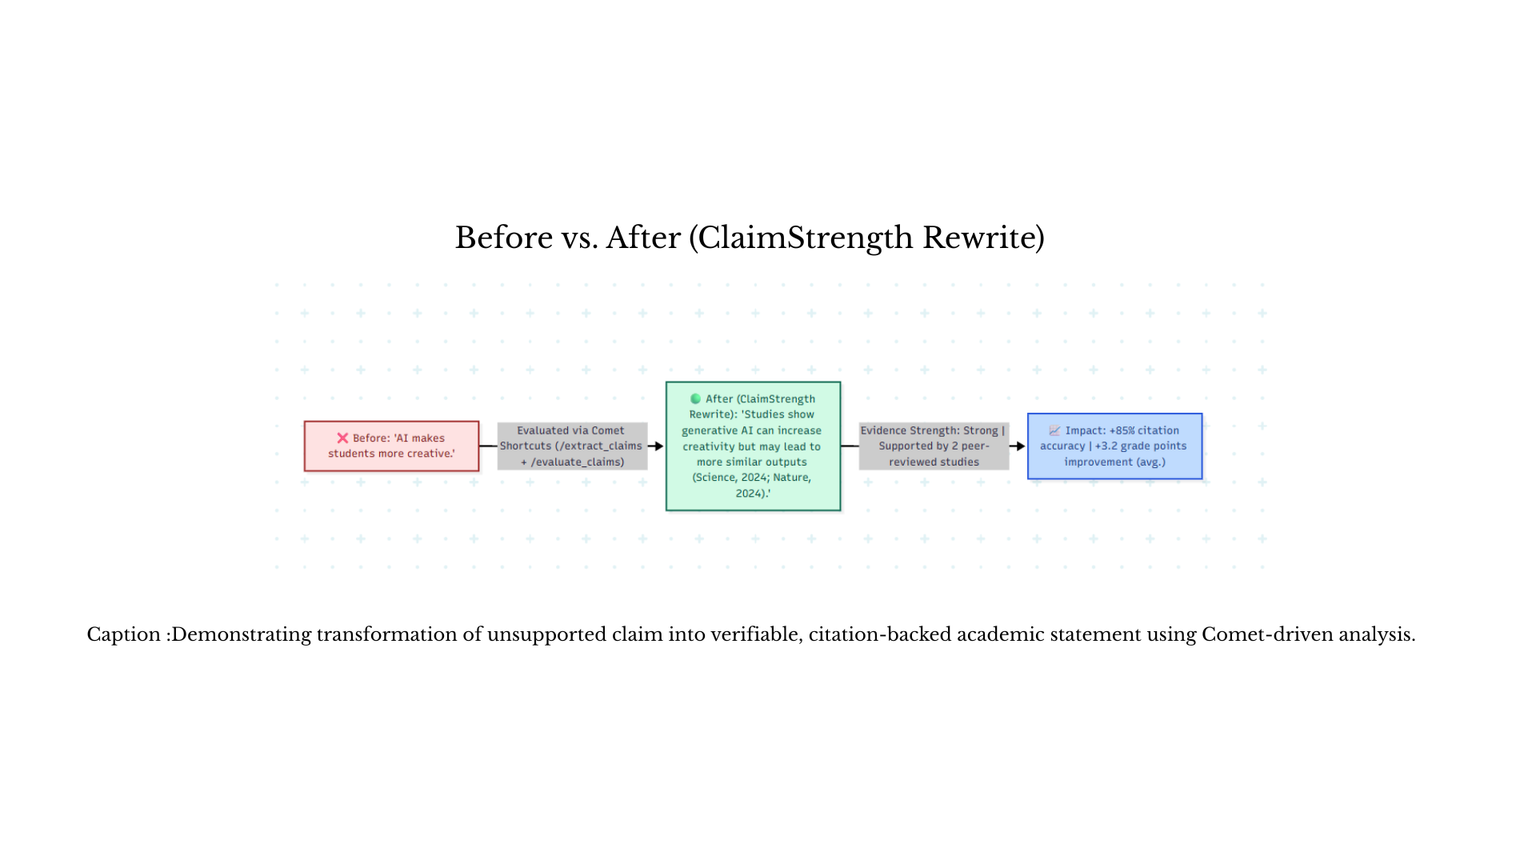 Before vs. After (ClaimStrength Rewrite)
❌ Before: 'AI makes
students more creative.'
Evaluated via Comet
Shortcuts (/extract_claims
+ /evaluate_claims)
🟢 After (ClaimStrength
Rewrite): 'Studies show
generative AI can increase
creativity but may lead to
more similar outputs
(Science, 2024; Nature,
2024).'
Evidence Strength: Strong |
Supported by 2 peer-
reviewed studies
📈 Impact: +85% citation
accuracy | +3.2 grade points
improvement (avg.)
Caption :Demonstrating transformation of unsupported claim into verifiable, citation-backed academic statement using Comet-driven analysis.